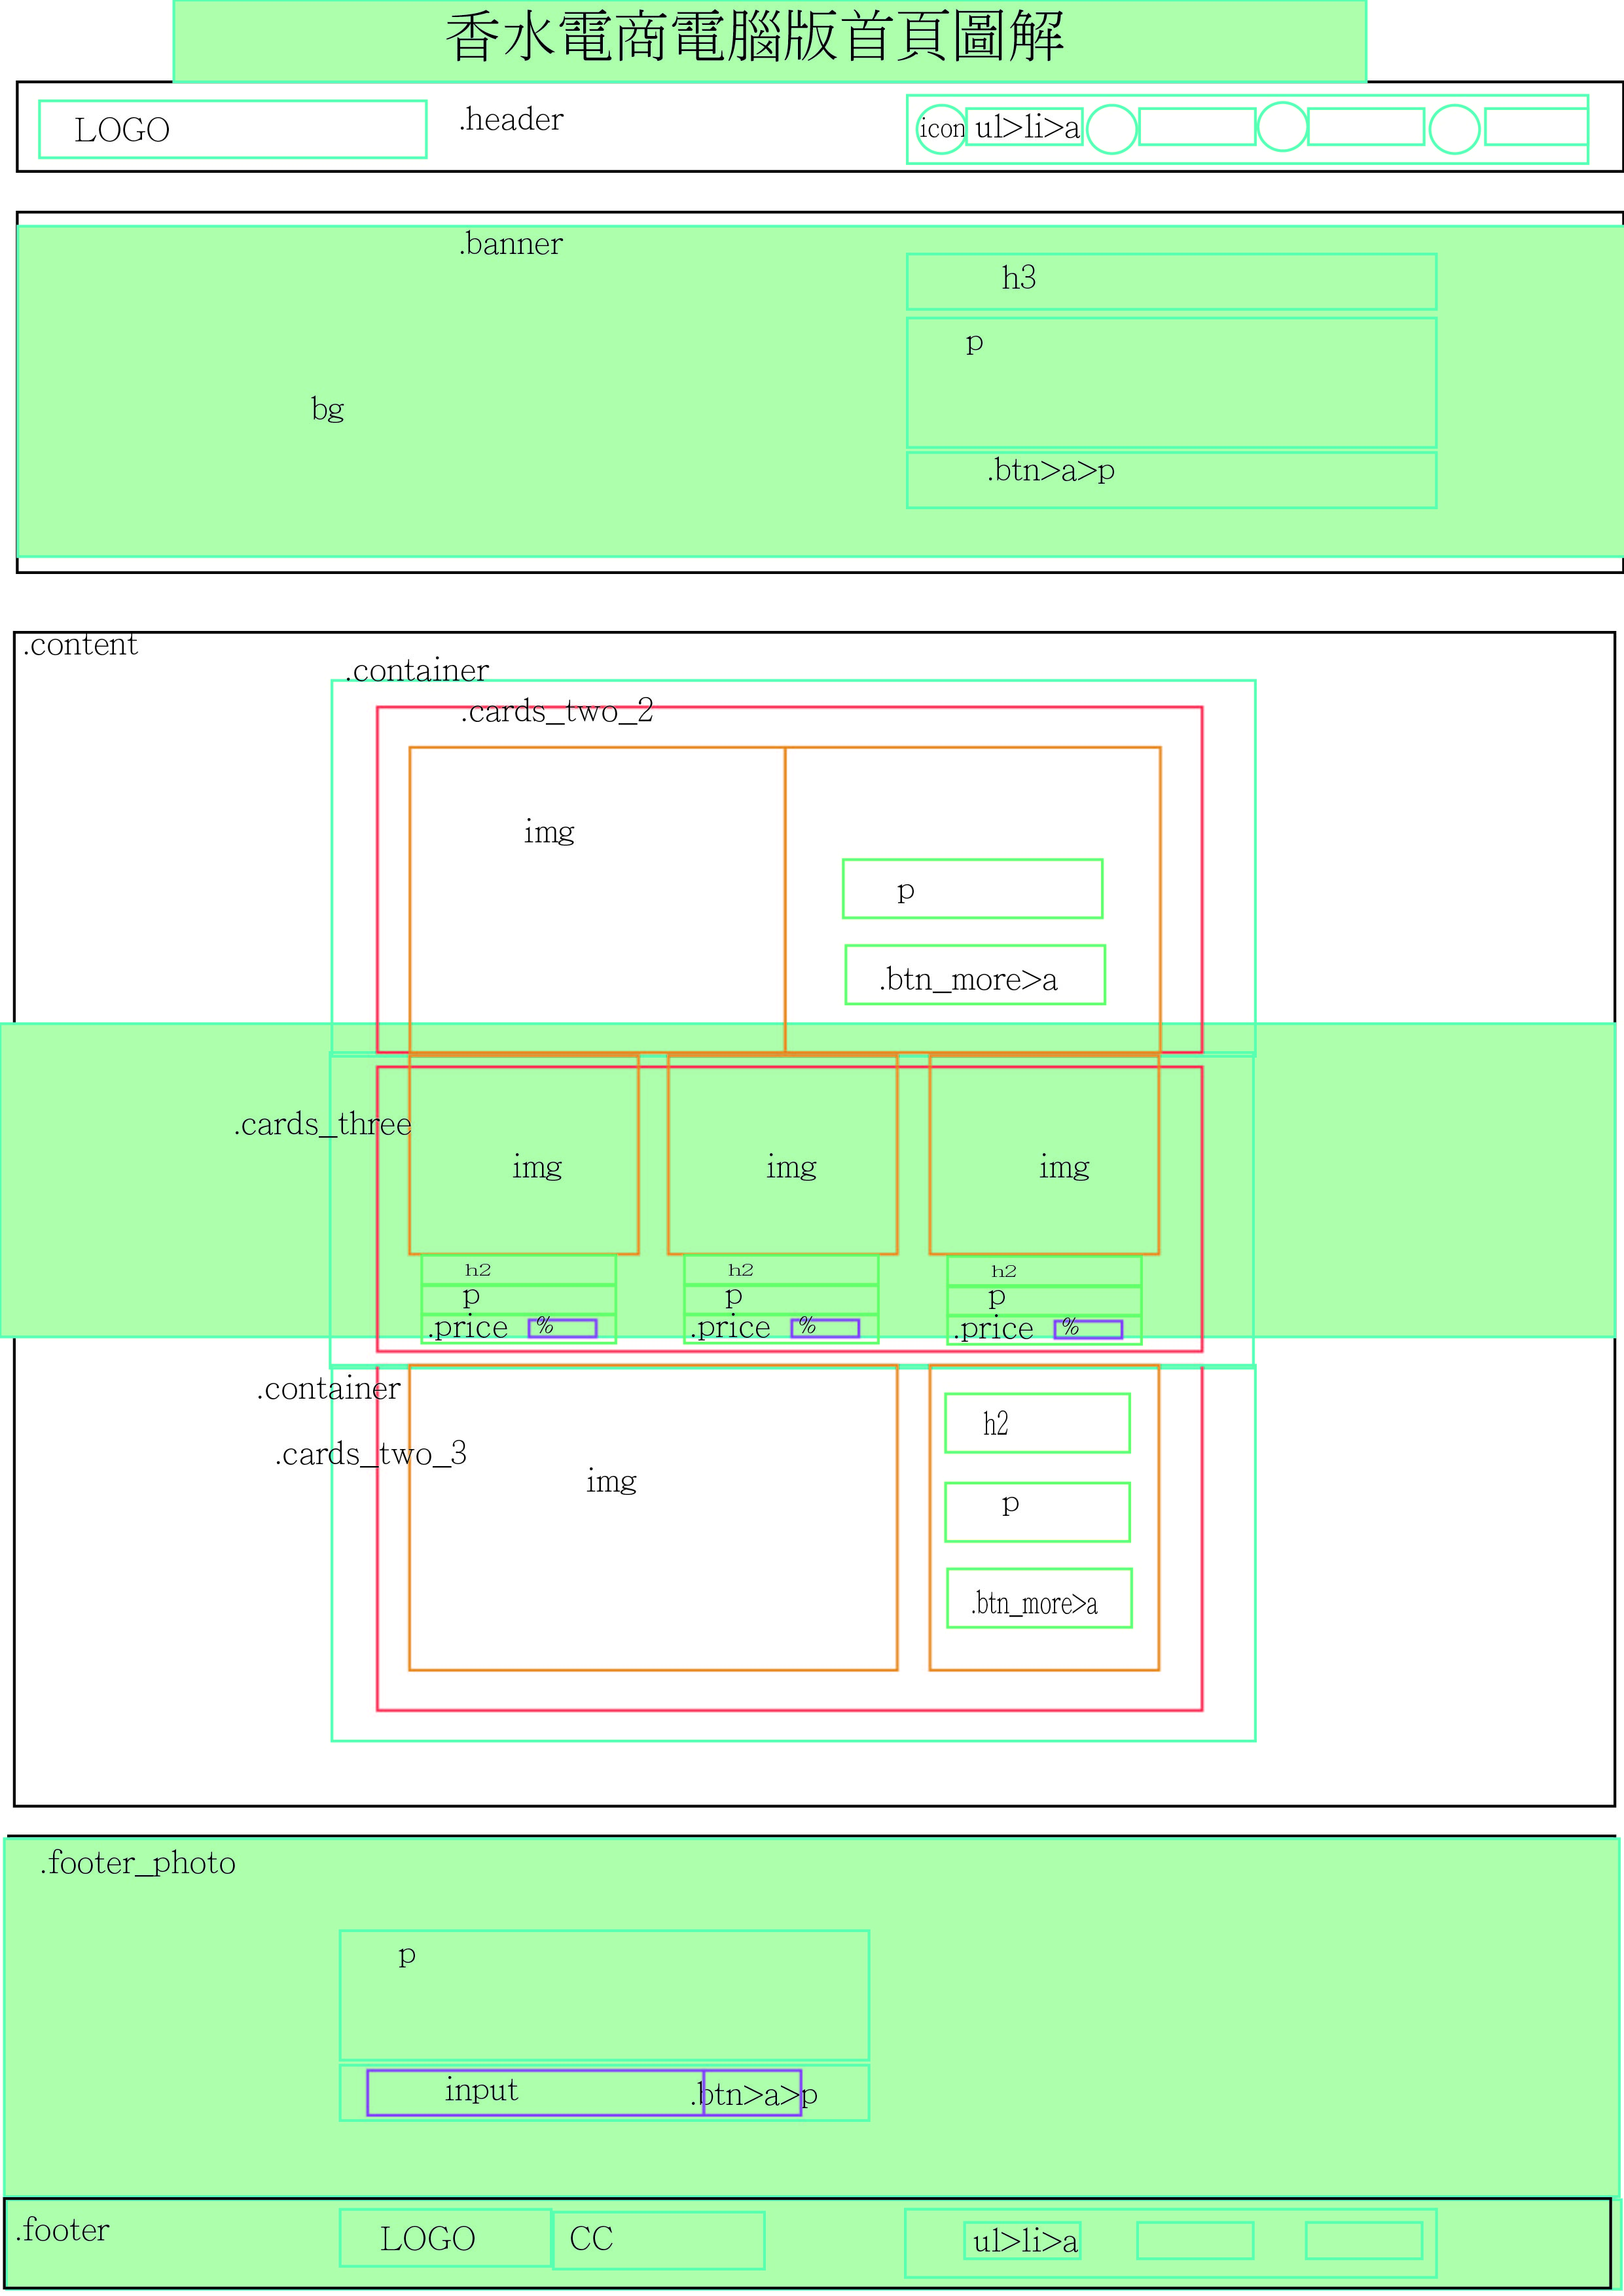 香水電商電腦版首頁圖解
LOGO
.header
icon
ul>li>a
.banner
h3
p
bg
.btn>a>p
.content
.container
.cards_two_2
img
p
.btn_more>a
.cards_three
img
img
img
h2
h2
h2
p
p
p
.price
%
.price
%
.price
%
.container
h2
.cards_two_3
img
p
.btn_more>a
.footer_photo
p
input
.btn>a>p
.footer
LOGO
CC
ul>li>a